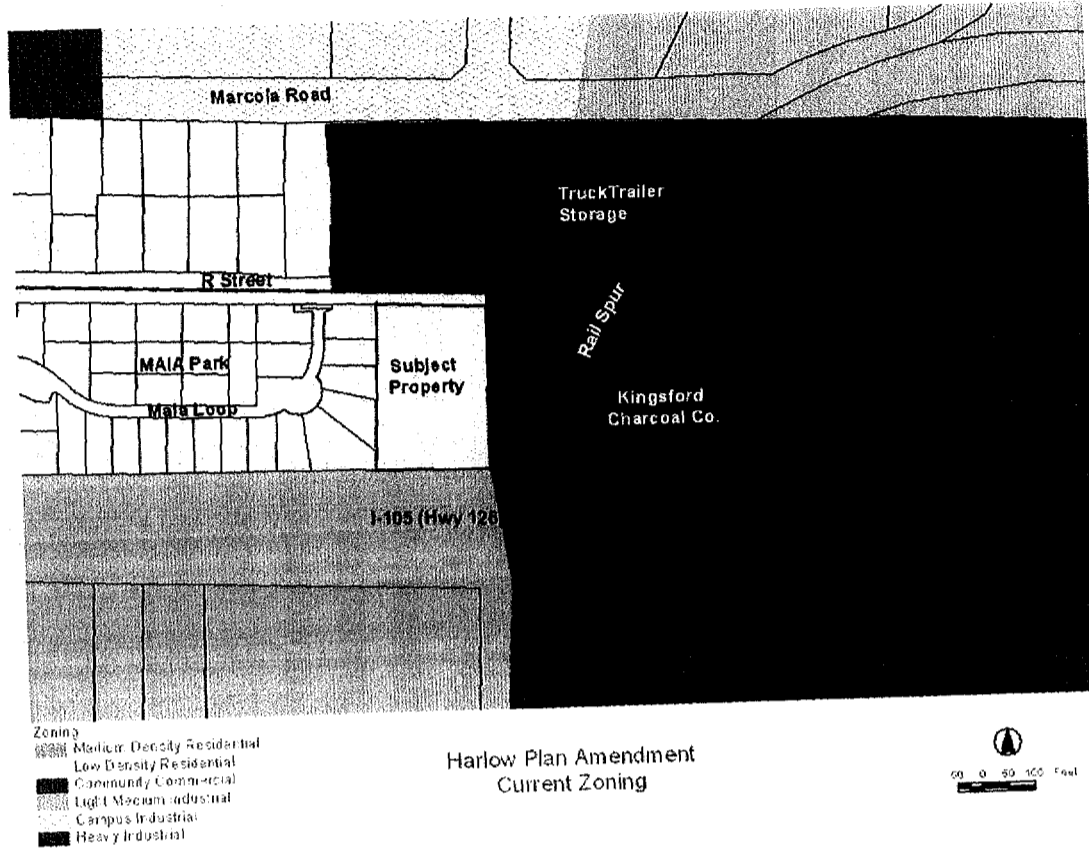 Marcola Road
TruckTrailer
Storage
R Street
Rail Spur
MAIA Park
Subject
Property
Maia Loop
Kingsford
Charcoal Co.
I-105 (Hwy 126
Zoning
Medium Density Residential
Low Density Residential
Community Commercial
Light Medium Industrial
Campus Industrial
Heavy Industrial
Harlow Plan Amendment
Current Zoning
50 0 50 100 Feet